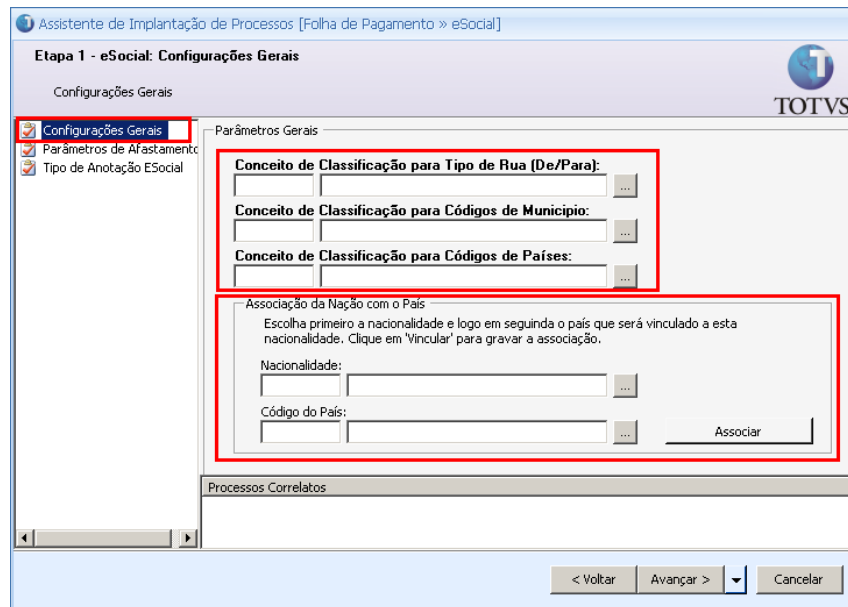 Assistente de Implantação de Processos [Folha de Pagamento » eSocial]
Etapa 1 - eSocial: Configurações Gerais
Configurações Gerais
TOTVS
Configurações Gerais
Parâmetros de Afastamento
Tipo de Anotação ESocial
Parâmetros Gerais
Conceito de Classificação para Tipo de Rua (De/Para):
...
Conceito de Classificação para Códigos de Municipio:
...
Conceito de Classificação para Códigos de Países:
...
Associação da Nação com o País
Escolha primeiro a nacionalidade e logo em seguinda o país que será vinculado a esta
nacionalidade. Clique em 'Vincular' para gravar a associação.
Nacionalidade:
...
Código do País:
...
Associar
Processos Correlatos
< Voltar
Avançar >
Cancelar